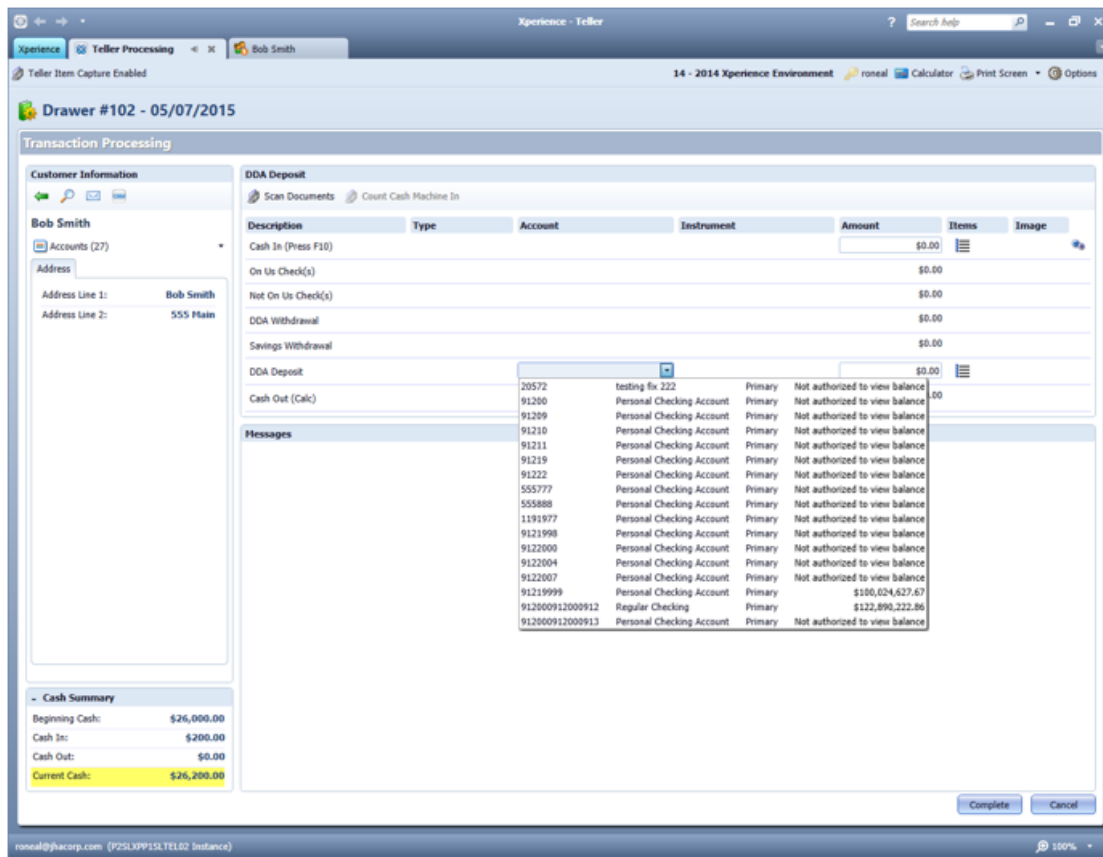 Xperience - Teller
? Search help
Xperience Teller Processing Bob Smith
Teller Item Capture Enabled 14 - 2014 Xperience Environment roneal Calculator Print Screen Options
Drawer #102 - 05/07/2015
Transaction Processing
Customer Information
Bob Smith
Accounts (27)
Address
Address Line 1: Bob Smith
Address Line 2: 555 Main
DDA Deposit
Scan Documents Count Cash Machine In
Description Type Account Instrument Amount Items Image
Cash In (Press F10) $0.00
On Us Check(s) $0.00
Not On Us Check(s) $0.00
DDA Withdrawal $0.00
Savings Withdrawal $0.00
DDA Deposit $0.00
Cash Out (Calc) .00
20572 testing fix 222 Primary Not authorized to view balance
91200 Personal Checking Account Primary Not authorized to view balance
91209 Personal Checking Account Primary Not authorized to view balance
91210 Personal Checking Account Primary Not authorized to view balance
91211 Personal Checking Account Primary Not authorized to view balance
91219 Personal Checking Account Primary Not authorized to view balance
91222 Personal Checking Account Primary Not authorized to view balance
555777 Personal Checking Account Primary Not authorized to view balance
555888 Personal Checking Account Primary Not authorized to view balance
1191977 Personal Checking Account Primary Not authorized to view balance
9121998 Personal Checking Account Primary Not authorized to view balance
9122000 Personal Checking Account Primary Not authorized to view balance
9122004 Personal Checking Account Primary Not authorized to view balance
9122007 Personal Checking Account Primary Not authorized to view balance
91219999 Personal Checking Account Primary $100,024,627.67
912000912000912 Regular Checking Primary $122,890,222.86
912000912000913 Personal Checking Account Primary Not authorized to view balance
Messages
- Cash Summary
Beginning Cash: $26,000.00
Cash In: $200.00
Cash Out: $0.00
Current Cash: $26,200.00
Complete Cancel
roneal@jhacorp.com (P2SLXPP1SLTEL02 Instance) 100%